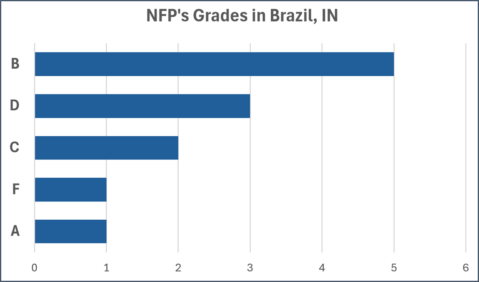 NFP's Grades in Brazil, IN
B
D
C
F
A
0 1 2 3 4 5 6